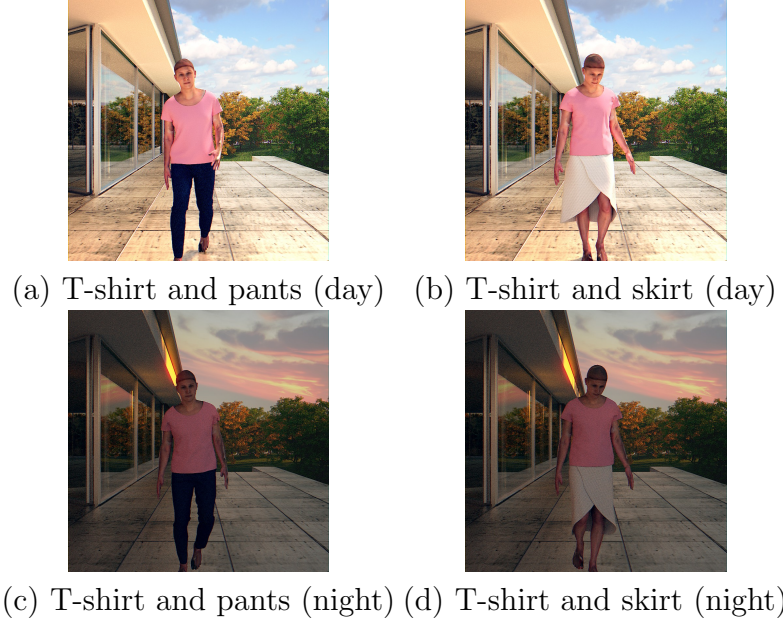 (a) T-shirt and pants (day)
(b) T-shirt and skirt (day)
(c) T-shirt and pants (night)
(d) T-shirt and skirt (night)